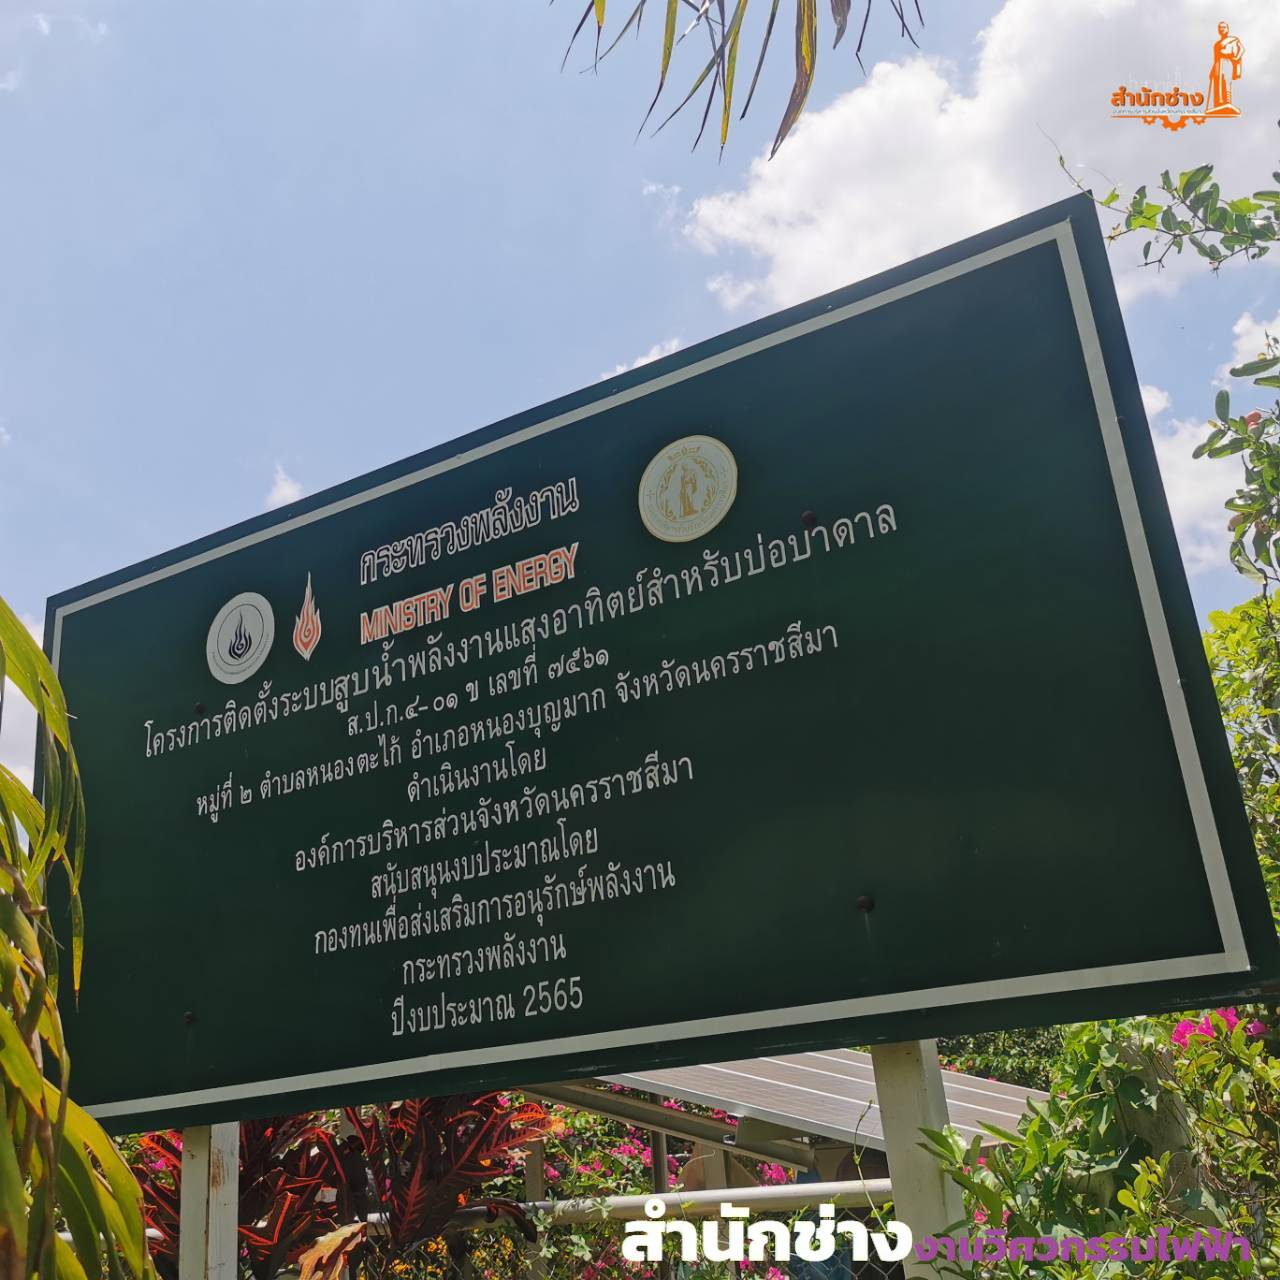 สำนักช่าง
กระทรวงพลังงาน
MINISTRY OF ENERGY
โครงการติดตั้งระบบสูบน้ำพลังงานแสงอาทิตย์สำหรับบ่อบาดาล
ส.ป.ก.๔-๐๑ ข เลขที่ ๗๕๖๑
หมู่ที่ ๒ ตำบลหนองตะไก้ อำเภอหนองบุญมาก จังหวัดนครราชสีมา
ดำเนินงานโดย
องค์การบริหารส่วนจังหวัดนครราชสีมา
สนับสนุนงบประมาณโดย
กองทุนเพื่อส่งเสริมการอนุรักษ์พลังงาน
กระทรวงพลังงาน
ปีงบประมาณ 2565
สำนักช่าง งานวิศวกรรมไฟฟ้า